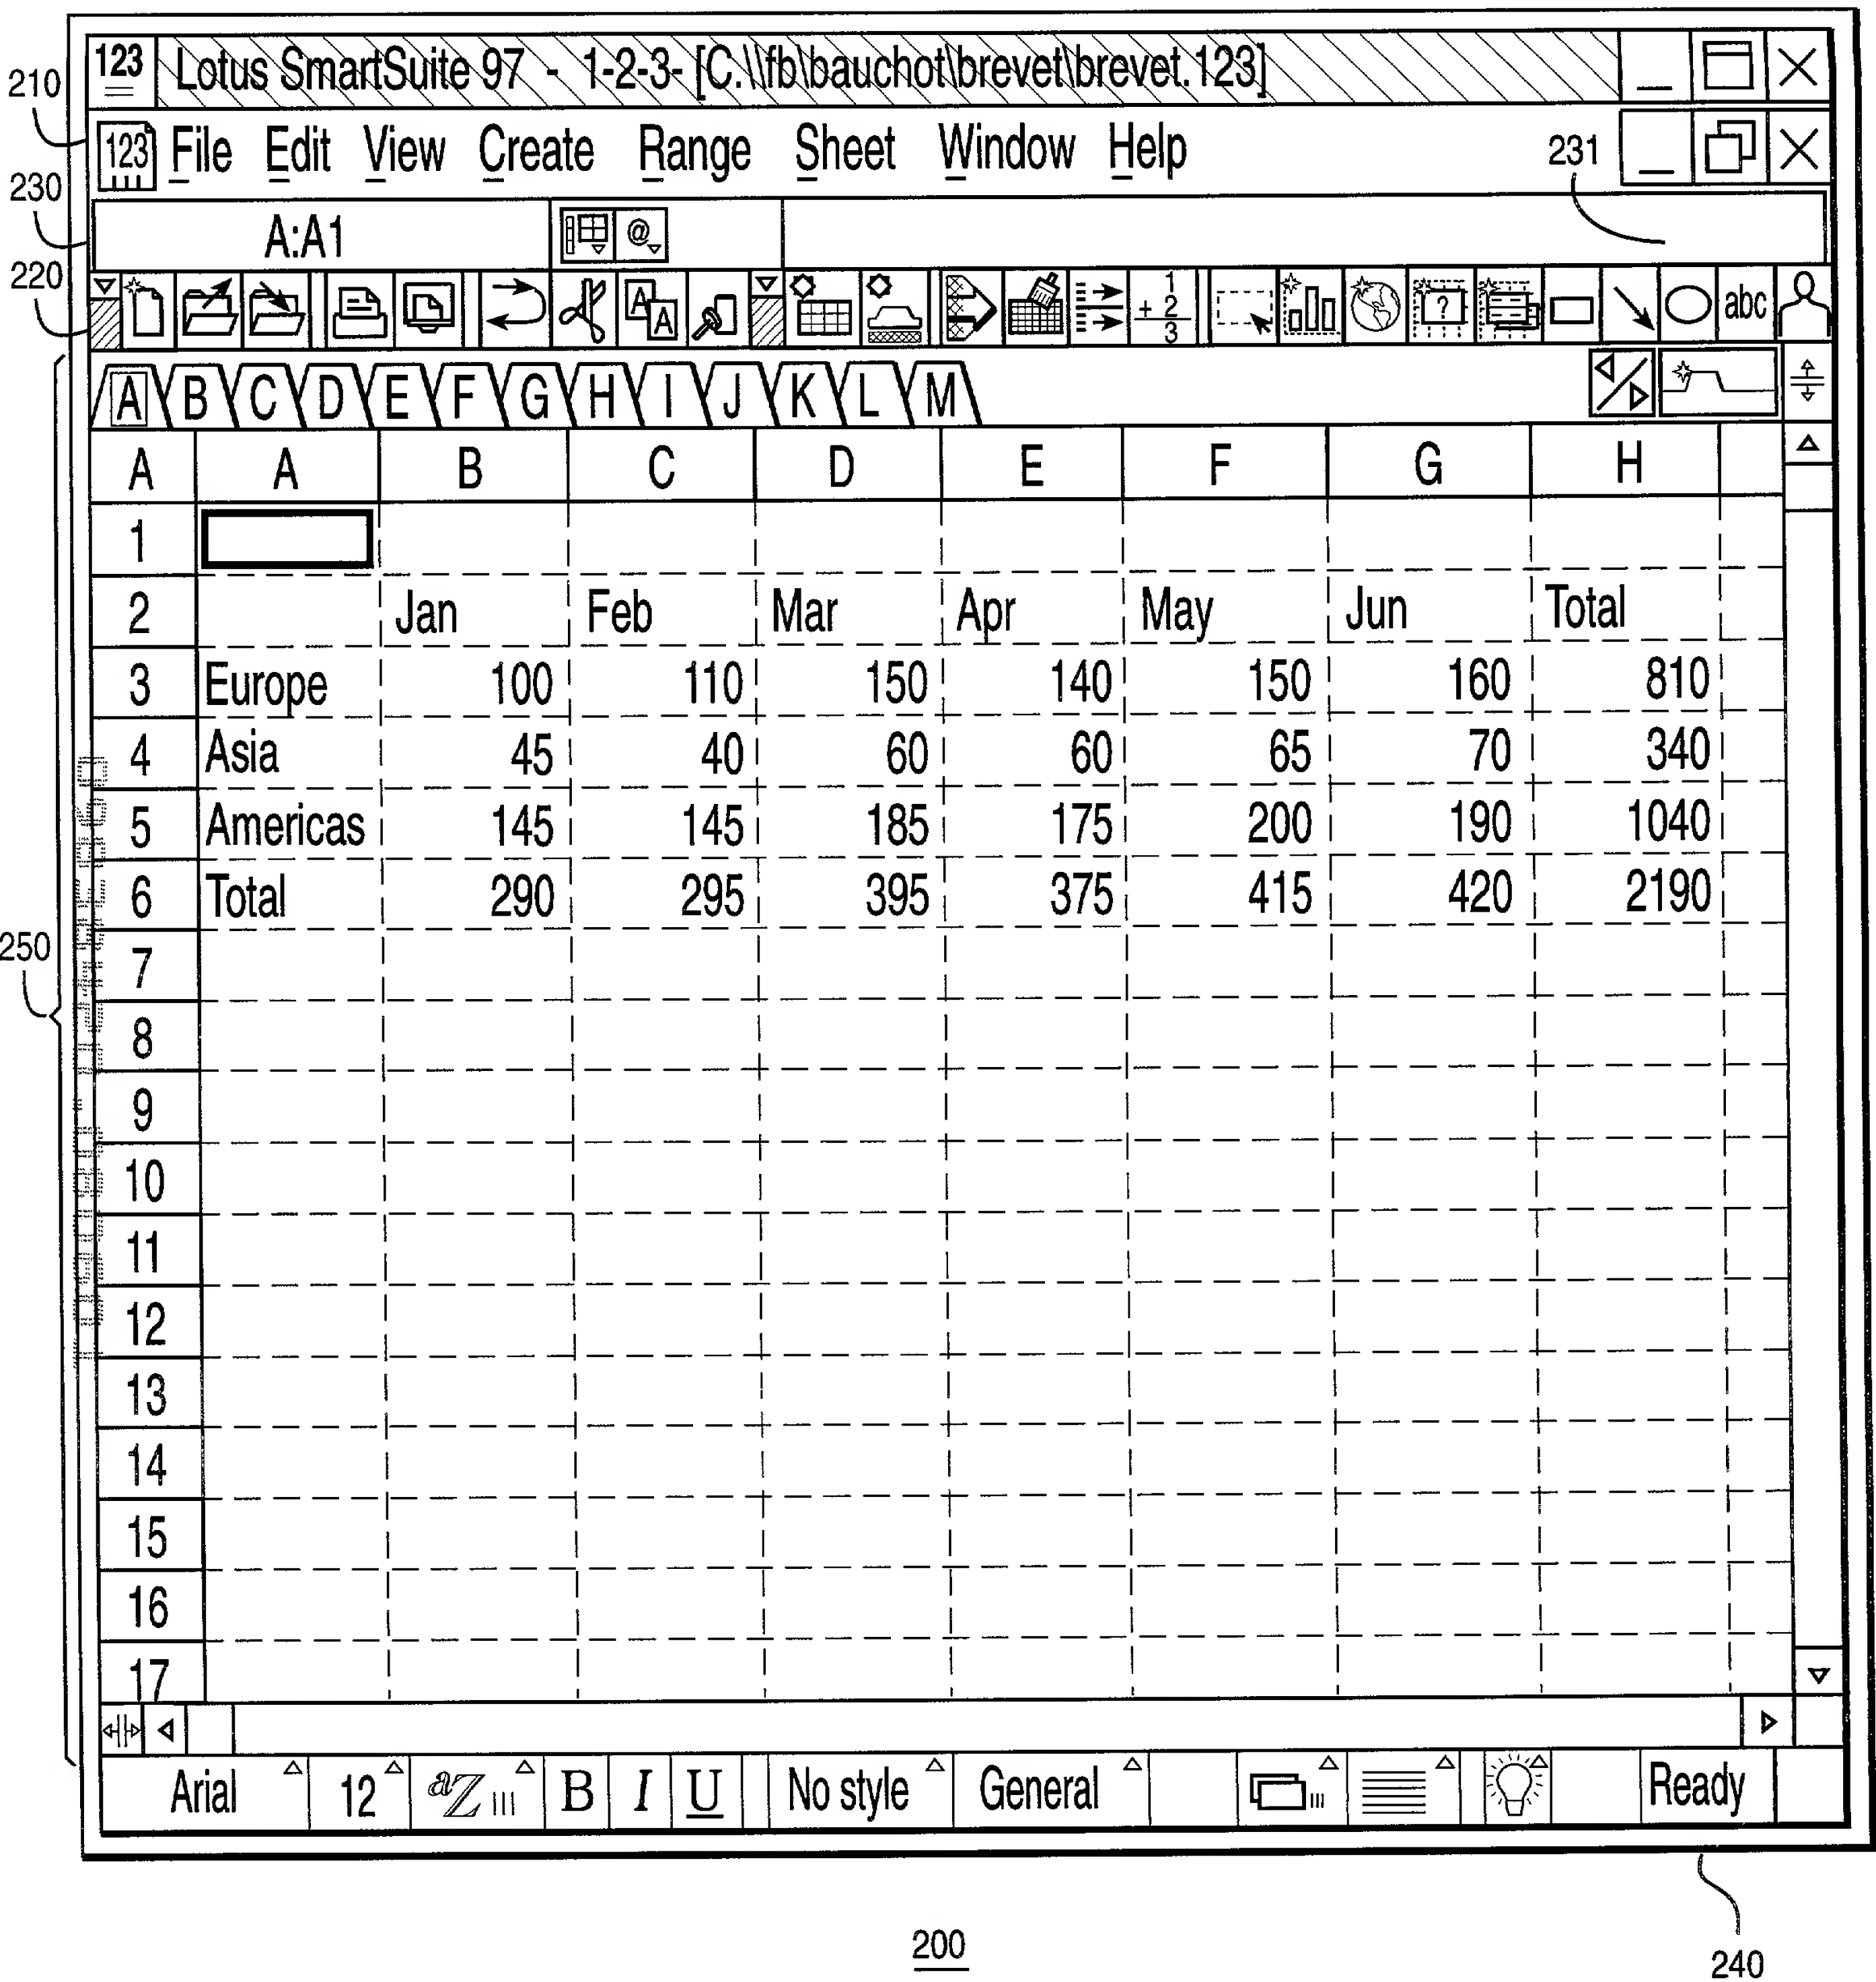 123 Lotus SmartSuite 97 - 1-2-3- [C.\\fb\bauchot\brevet\brevet.123]
210
123 File Edit View Create Range Sheet Window Help 231
230
A:A1 @
220
A A 1 + 2 3 ? abc
A B C D E F G H I J K L M
A A B C D E F G H
1
2 Jan Feb Mar Apr May Jun Total
3 Europe 100 110 150 140 150 160 810
4 Asia 45 40 60 60 65 70 340
5 Americas 145 145 185 175 200 190 1040
6 Total 290 295 395 375 415 420 2190
250
7
8
9
10
11
12
13
14
15
16
17
Arial 12 aZ B I U No style General Ready
200
240